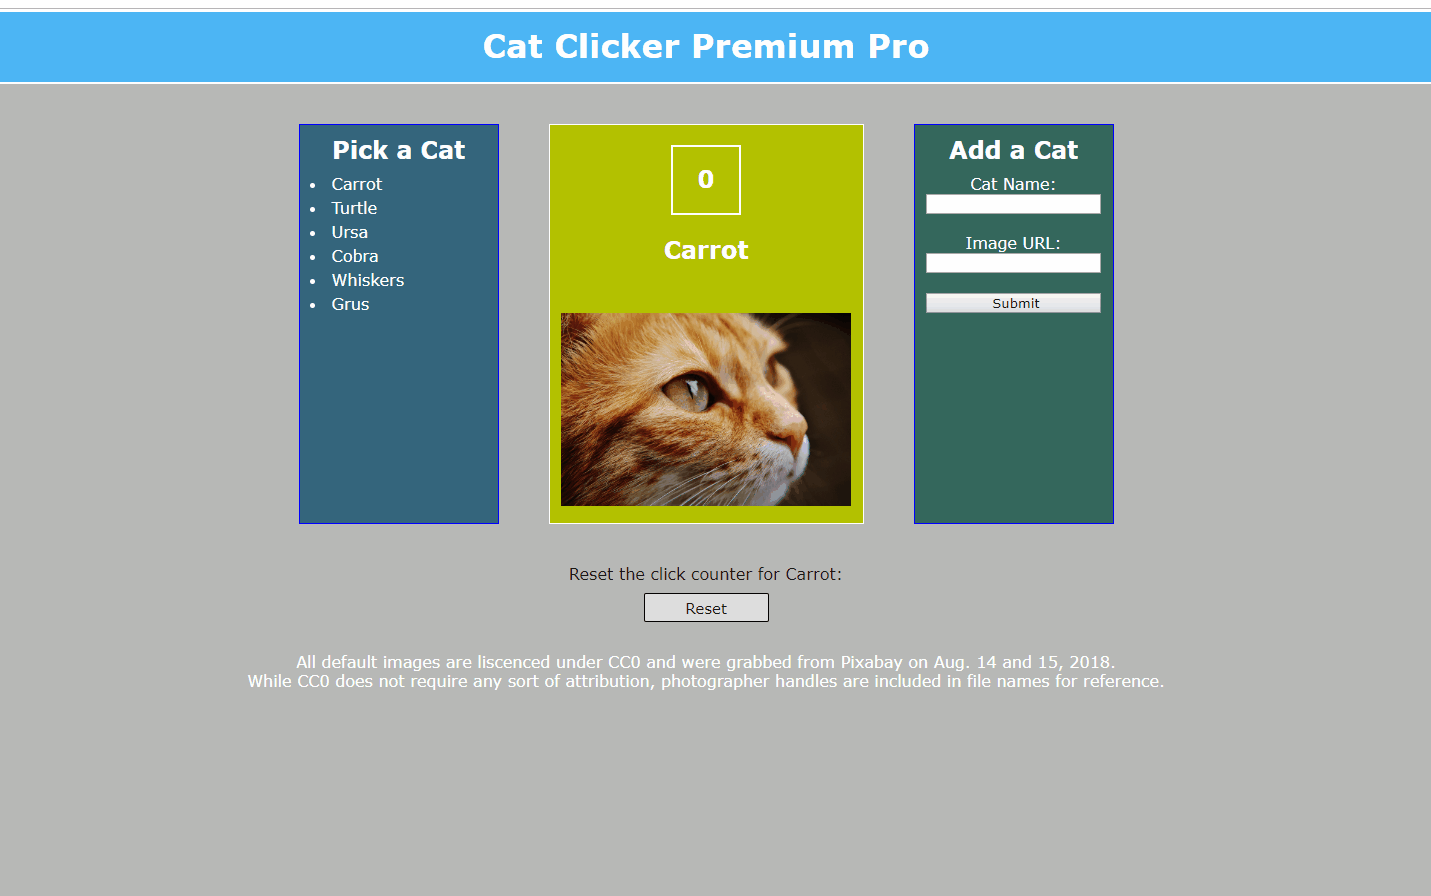 Cat Clicker Premium Pro
Pick a Cat
Carrot
Turtle
Ursa
Cobra
Whiskers
Grus
0
Carrot
Add a Cat
Cat Name:
Image URL:
Submit
Reset the click counter for Carrot:
Reset
All default images are liscenced under CC0 and were grabbed from Pixabay on Aug. 14 and 15, 2018.
While CC0 does not require any sort of attribution, photographer handles are included in file names for reference.